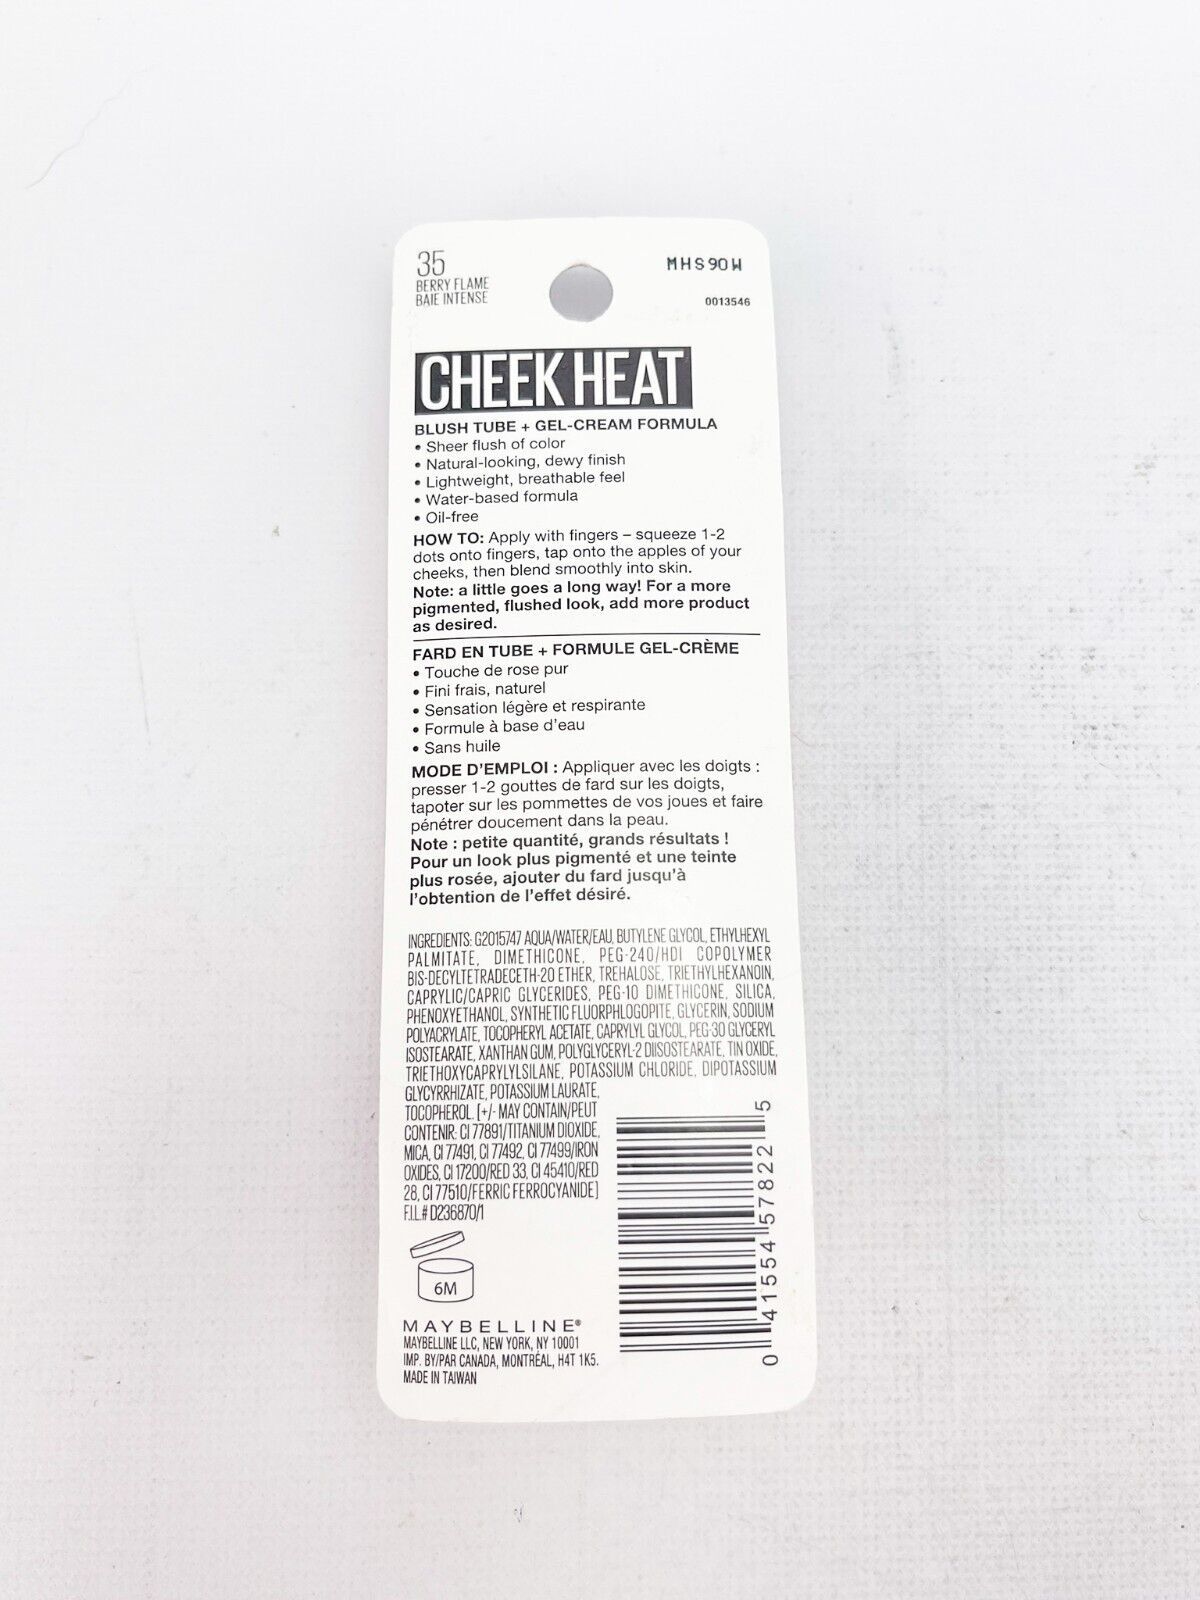 35
BERRY FLAME
BAIE INTENSE
MHS90W
0013546
CHEEK HEAT
BLUSH TUBE + GEL-CREAM FORMULA
• Sheer flush of color
• Natural-looking, dewy finish
• Lightweight, breathable feel
• Water-based formula
• Oil-free
HOW TO: Apply with fingers – squeeze 1-2
dots onto fingers, tap onto the apples of your
cheeks, then blend smoothly into skin.
Note: a little goes a long way! For a more
pigmented, flushed look, add more product
as desired.
FARD EN TUBE + FORMULE GEL-CRÈME
• Touche de rose pur
• Fini frais, naturel
• Sensation légère et respirante
• Formule à base d'eau
• Sans huile
MODE D'EMPLOI : Appliquer avec les doigts :
presser 1-2 gouttes de fard sur les doigts,
tapoter sur les pommettes de vos joues et faire
pénétrer doucement dans la peau.
Note : petite quantité, grands résultats !
Pour un look plus pigmenté et une teinte
plus rosée, ajouter du fard jusqu'à
l'obtention de l'effet désiré.
INGREDIENTS: G2015747 AQUA/WATER/EAU, BUTYLENE GLYCOL, ETHYLHEXYL
PALMITATE, DIMETHICONE, PEG-240/HDI COPOLYMER
BIS-DECYLTETRADECETH-20 ETHER, TREHALOSE, TRIETHYLHEXANOIN,
CAPRYLIC/CAPRIC GLYCERIDES, PEG-10 DIMETHICONE, SILICA,
PHENOXYETHANOL, SYNTHETIC FLUORPHLOGOPITE, GLYCERIN, SODIUM
POLYACRYLATE, TOCOPHERYL ACETATE, CAPRYLYL GLYCOL, PEG-30 GLYCERYL
ISOSTEARATE, XANTHAN GUM, POLYGLYCERYL-2 DIISOSTEARATE, TIN OXIDE,
TRIETHOXYCAPRYLYLSILANE, POTASSIUM CHLORIDE, DIPOTASSIUM
GLYCYRRHIZATE, POTASSIUM LAURATE,
TOCOPHEROL. [+/- MAY CONTAIN/PEUT
CONTENIR: CI 77891/TITANIUM DIOXIDE,
MICA, CI 77491, CI 77492, CI 77499/IRON
OXIDES, CI 17200/RED 33, CI 45410/RED
28, CI 77510/FERRIC FERROCYANIDE]
F.I.L.# D236870/1
6M
MAYBELLINE®
MAYBELLINE LLC, NEW YORK, NY 10001
IMP. BY/PAR CANADA, MONTRÉAL, H4T 1K5.
MADE IN TAIWAN
0 41554 57822 5